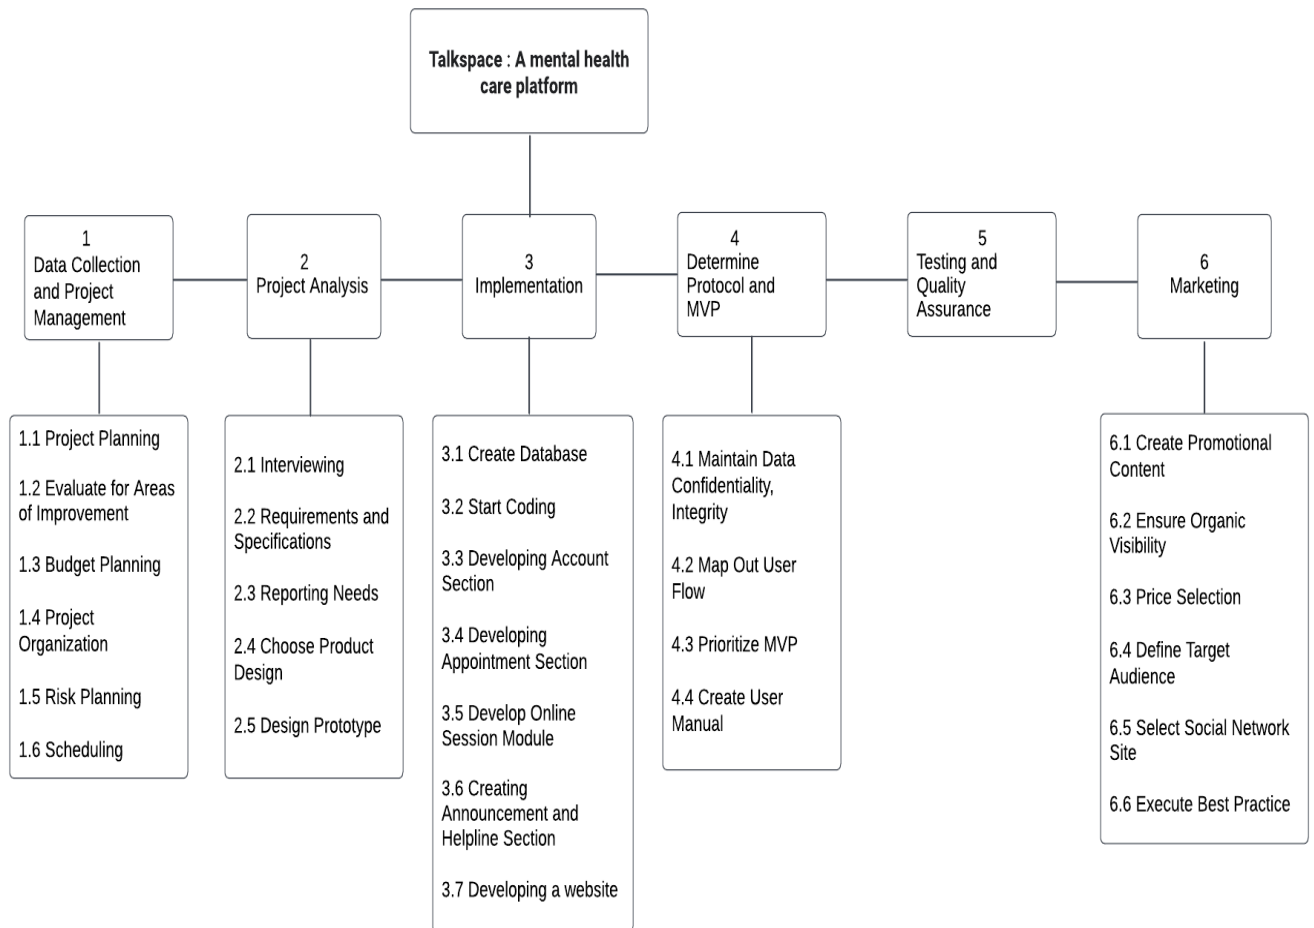 Talkspace : A mental health
care platform
1
Data Collection
and Project
Management
2
Project Analysis
3
Implementation
4
Determine
Protocol and
MVP
5
Testing and
Quality
Assurance
6
Marketing
1.1 Project Planning
1.2 Evaluate for Areas
of Improvement
1.3 Budget Planning
1.4 Project
Organization
1.5 Risk Planning
1.6 Scheduling
2.1 Interviewing
2.2 Requirements and
Specifications
2.3 Reporting Needs
2.4 Choose Product
Design
2.5 Design Prototype
3.1 Create Database
3.2 Start Coding
3.3 Developing Account
Section
3.4 Developing
Appointment Section
3.5 Develop Online
Session Module
3.6 Creating
Announcement and
Helpline Section
3.7 Developing a website
4.1 Maintain Data
Confidentiality,
Integrity
4.2 Map Out User
Flow
4.3 Prioritize MVP
4.4 Create User
Manual
6.1 Create Promotional
Content
6.2 Ensure Organic
Visibility
6.3 Price Selection
6.4 Define Target
Audience
6.5 Select Social Network
Site
6.6 Execute Best Practice